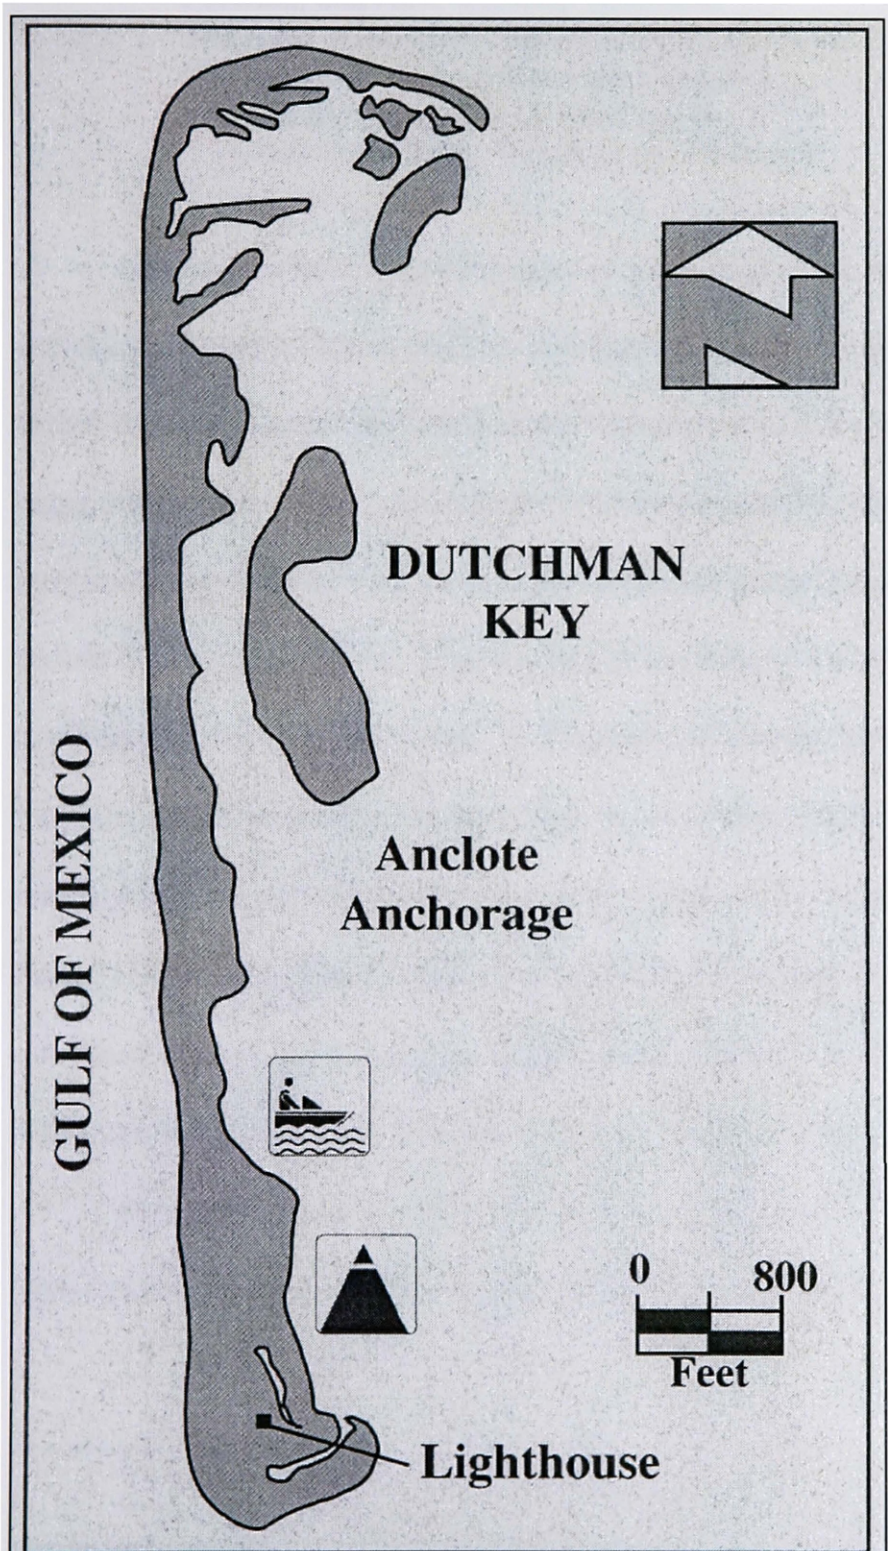 DUTCHMAN
KEY
GULF OF MEXICO
Anclote
Anchorage
0 800
Feet
Lighthouse